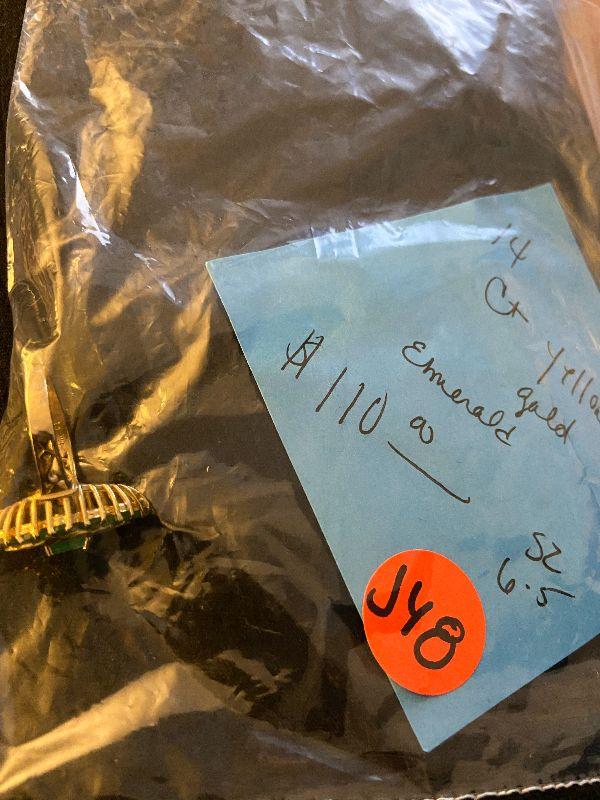 14
Ct Yellow
gold
Emerald
$110 00
SZ
6.5
J48